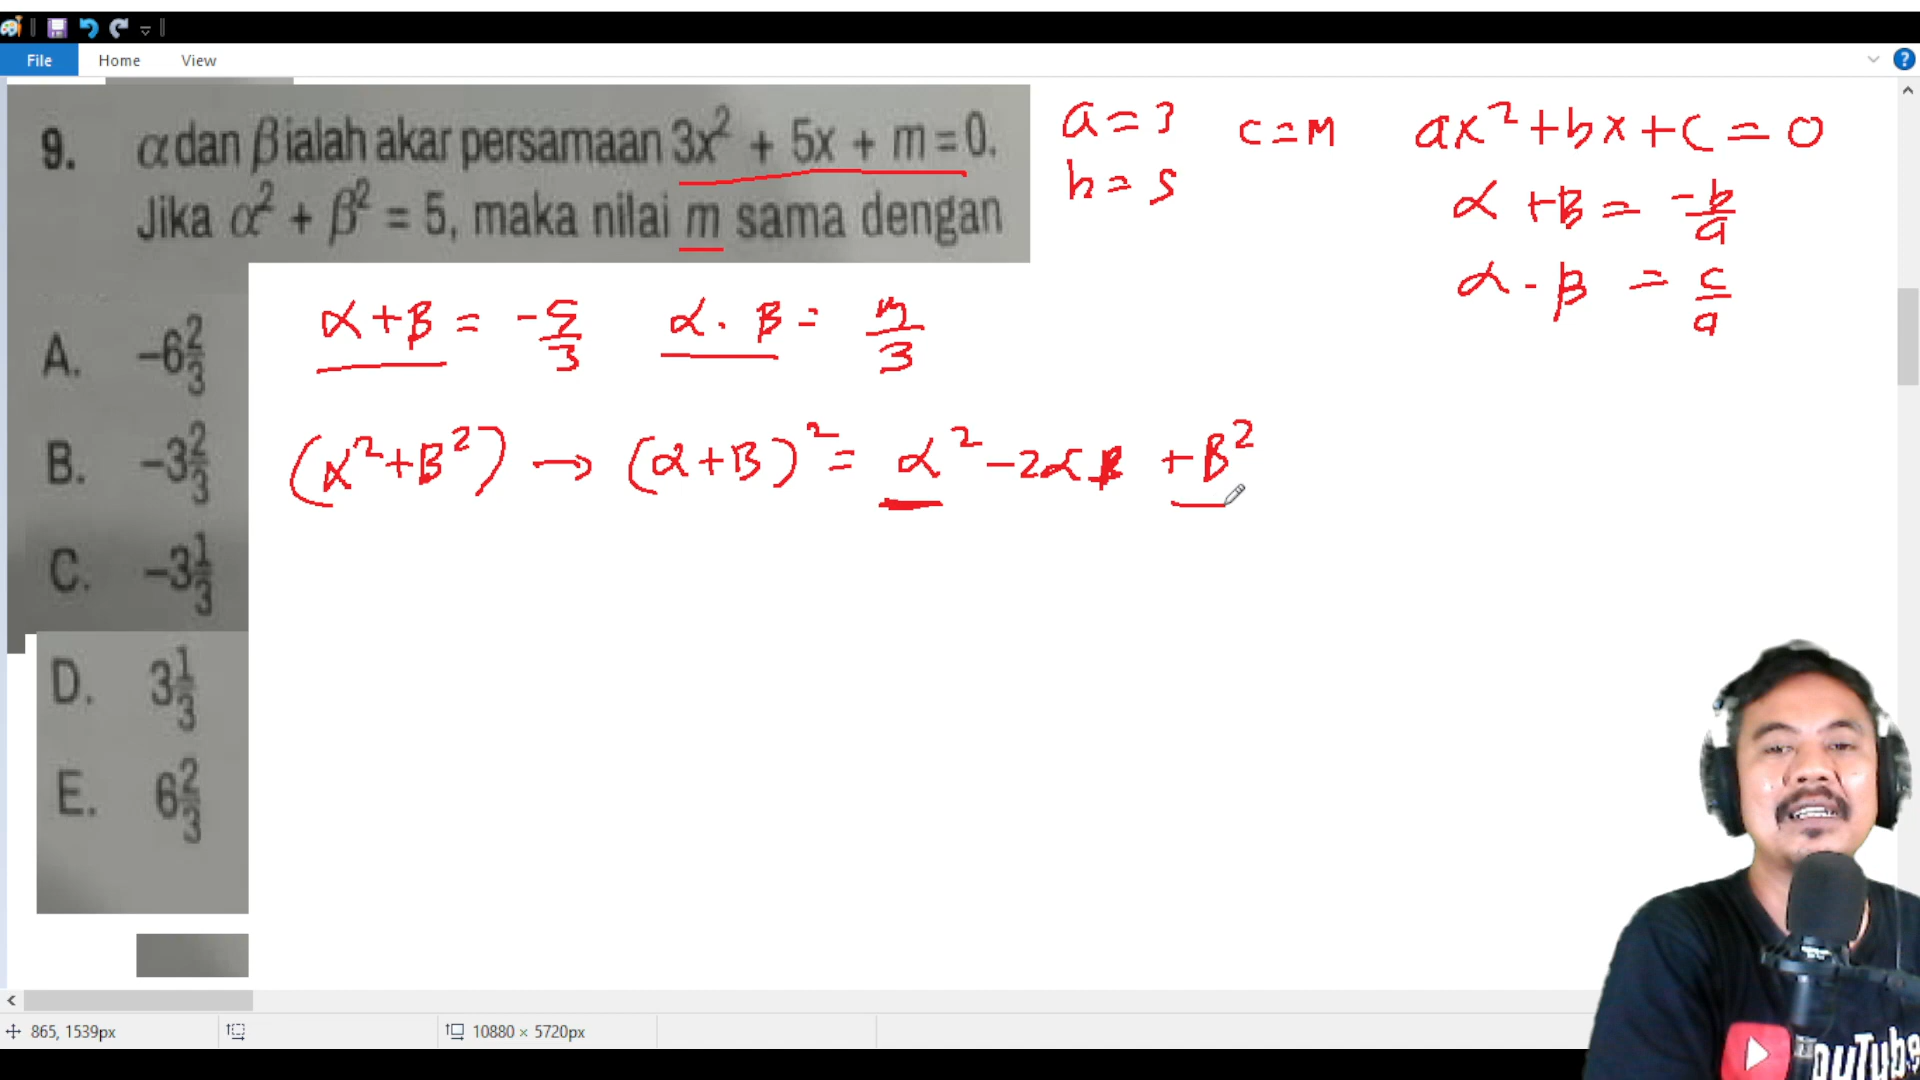 File Home View
9. α dan β ialah akar persamaan 3x² + 5x + m = 0.
Jika α² + β² = 5, maka nilai m sama dengan
A. −6 2/3
B. −3 2/3
C. −3 1/3
D. 3 1/3
E. 6 2/3
a = 3
b = 5
c = m
ax² + bx + c = 0
α + β = -b/a
α · β = c/a
α + β = -5/3
α · β = m/3
(α² + β²) → (α + β)² = α² − 2αβ + β²
865, 1539px
10880 × 5720px
YouTube